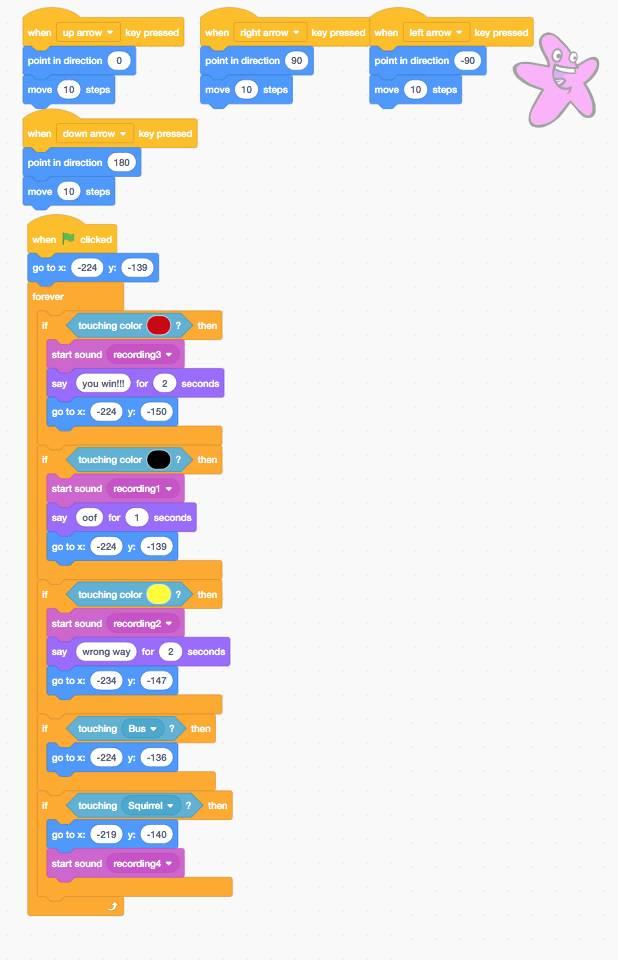 when up arrow key pressed
point in direction 0
move 10 steps
when right arrow key pressed
point in direction 90
move 10 steps
when left arrow key pressed
point in direction -90
move 10 steps
when down arrow key pressed
point in direction 180
move 10 steps
when clicked
go to x: -224 y: -139
forever
if touching color ? then
start sound recording3
say you win!!! for 2 seconds
go to x: -224 y: -150
if touching color ? then
start sound recording1
say oof for 1 seconds
go to x: -224 y: -139
if touching color ? then
start sound recording2
say wrong way for 2 seconds
go to x: -234 y: -147
if touching Bus ? then
go to x: -224 y: -136
if touching Squirrel ? then
go to x: -219 y: -140
start sound recording4